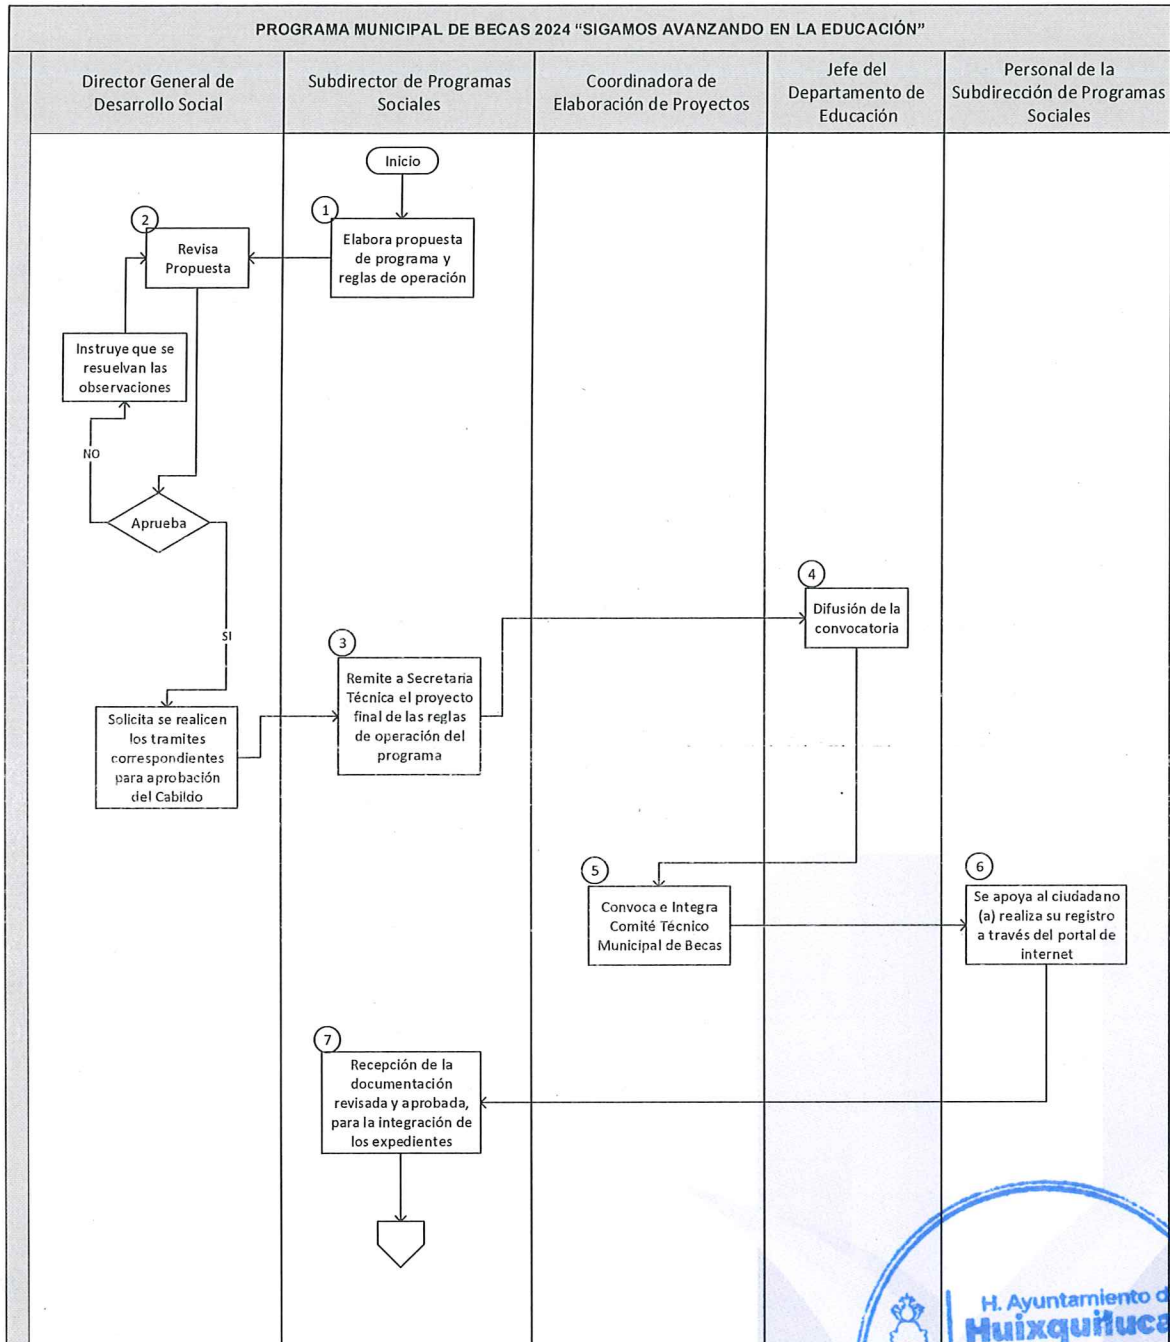 PROGRAMA MUNICIPAL DE BECAS 2024 “SIGAMOS AVANZANDO EN LA EDUCACIÓN”
Director General de
Desarrollo Social
Subdirector de Programas
Sociales
Coordinadora de
Elaboración de Proyectos
Jefe del
Departamento de
Educación
Personal de la
Subdirección de Programas
Sociales
Inicio
1
Elabora propuesta
de programa y
reglas de operación
2
Revisa
Propuesta
Instruye que se
resuelvan las
observaciones
NO
Aprueba
SI
Solicita se realicen
los tramites
correspondientes
para aprobación
del Cabildo
3
Remite a Secretaria
Técnica el proyecto
final de las reglas
de operación del
programa
4
Difusión de la
convocatoria
5
Convoca e Integra
Comité Técnico
Municipal de Becas
6
Se apoya al ciudadano
(a) realiza su registro
a través del portal de
internet
7
Recepción de la
documentación
revisada y aprobada,
para la integración de
los expedientes
H. Ayuntamiento d
Huixquiluca